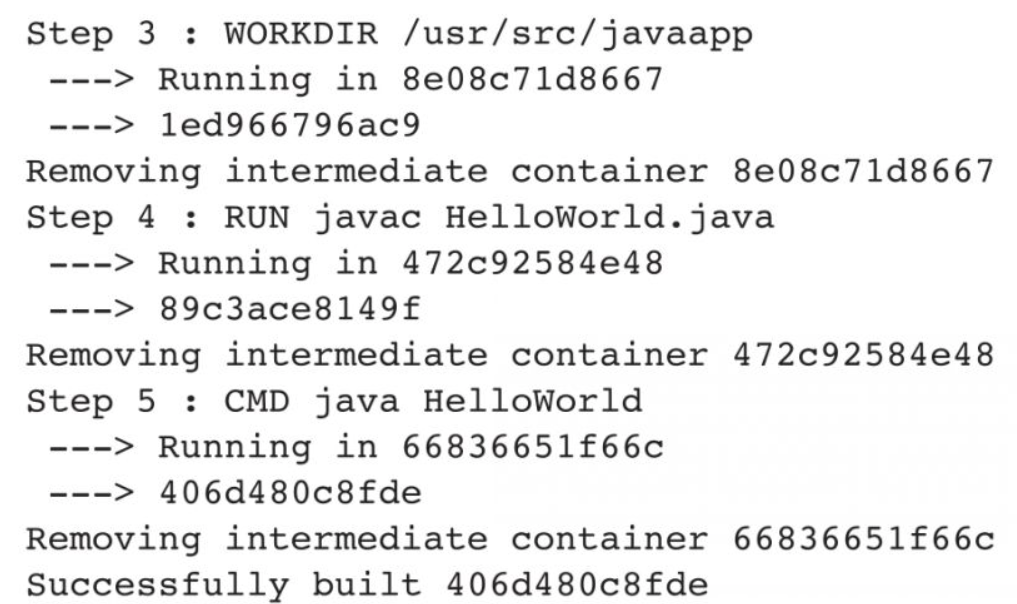 Step 3 : WORKDIR /usr/src/javaapp
---> Running in 8e08c71d8667
---> 1ed966796ac9
Removing intermediate container 8e08c71d8667
Step 4 : RUN javac HelloWorld.java
---> Running in 472c92584e48
---> 89c3ace8149f
Removing intermediate container 472c92584e48
Step 5 : CMD java HelloWorld
---> Running in 66836651f66c
---> 406d480c8fde
Removing intermediate container 66836651f66c
Successfully built 406d480c8fde